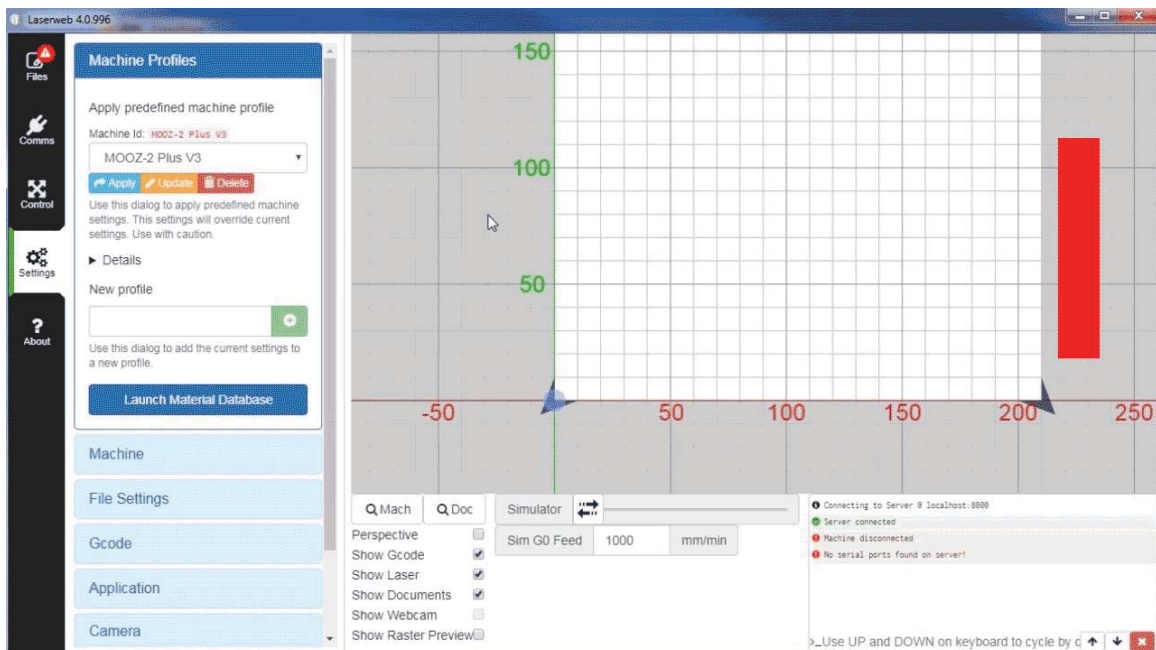 Laserweb 4.0.996
Files
Comms
Control
Settings
?
About
Machine Profiles
Apply predefined machine profile
Machine Id: MOOZ-2 Plus V3
MOOZ-2 Plus V3
Apply
Update
Delete
Use this dialog to apply predefined machine
settings. This settings will override current
settings. Use with caution.
Details
New profile
Use this dialog to add the current settings to
a new profile.
Launch Material Database
Machine
File Settings
Gcode
Application
Camera
150
100
50
-50
50
100
150
200
250
Mach
Doc
Perspective
Show Gcode
Show Laser
Show Documents
Show Webcam
Show Raster Preview
Simulator
Sim G0 Feed
1000
mm/min
Connecting to Server @ localhost:8000
Server connected
Machine disconnected
No serial ports found on server!
>_Use UP and DOWN on keyboard to cycle by c